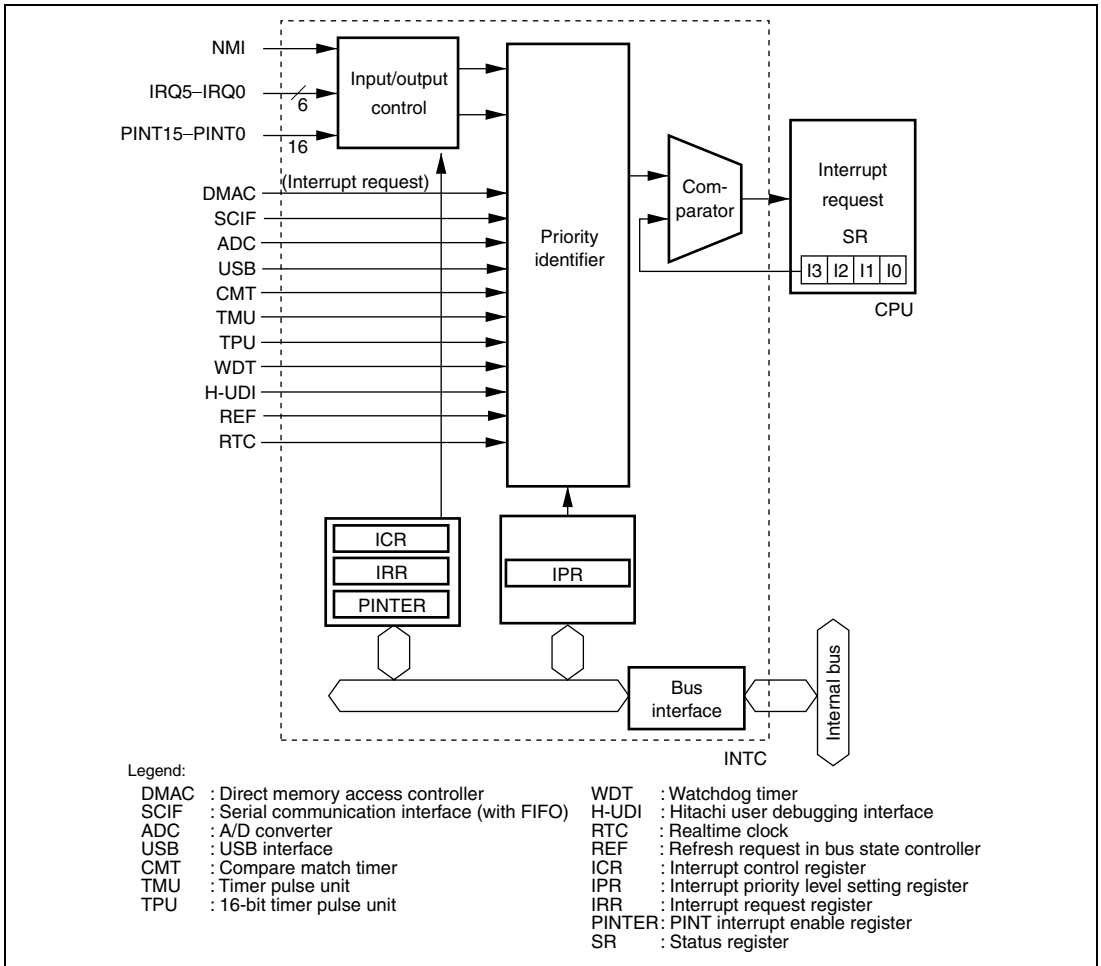 NMI
IRQ5–IRQ0
6
PINT15–PINT0
16
Input/output
control
(Interrupt request)
DMAC
SCIF
ADC
USB
CMT
TMU
TPU
WDT
H-UDI
REF
RTC
Priority
identifier
Com-
parator
Interrupt
request
SR
I3 I2 I1 I0
CPU
ICR
IRR
PINTER
IPR
Bus
interface
Internal bus
INTC
Legend:
DMAC : Direct memory access controller
SCIF : Serial communication interface (with FIFO)
ADC : A/D converter
USB : USB interface
CMT : Compare match timer
TMU : Timer pulse unit
TPU : 16-bit timer pulse unit
WDT : Watchdog timer
H-UDI : Hitachi user debugging interface
RTC : Realtime clock
REF : Refresh request in bus state controller
ICR : Interrupt control register
IPR : Interrupt priority level setting register
IRR : Interrupt request register
PINTER: PINT interrupt enable register
SR : Status register